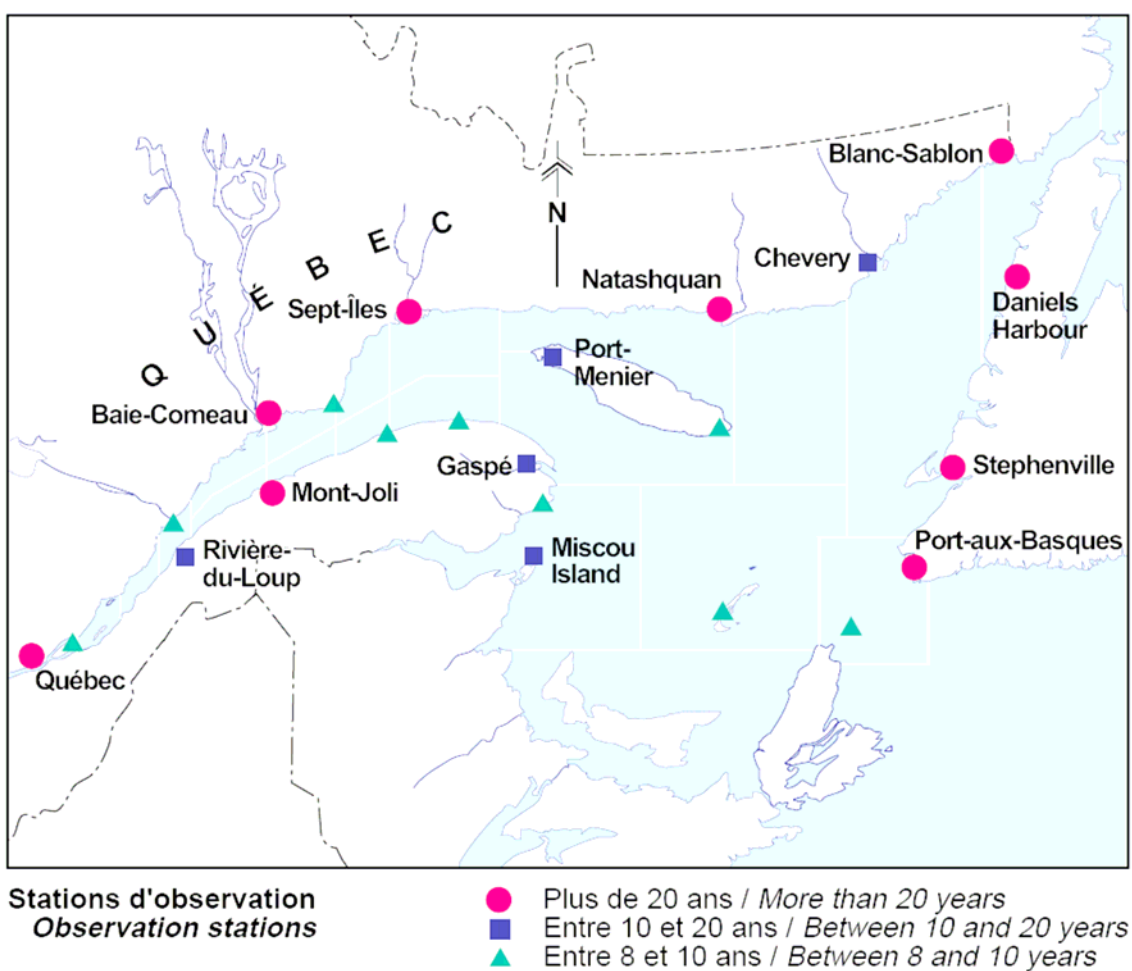 Blanc-Sablon
N
Q U É B E C
Chevery
Natashquan
Daniels
Harbour
Sept-Îles
Port-
Menier
Baie-Comeau
Gaspé
Stephenville
Mont-Joli
Port-aux-Basques
Rivière-
du-Loup
Miscou
Island
Québec
Stations d'observation
Observation stations
Plus de 20 ans / More than 20 years
Entre 10 et 20 ans / Between 10 and 20 years
Entre 8 et 10 ans / Between 8 and 10 years